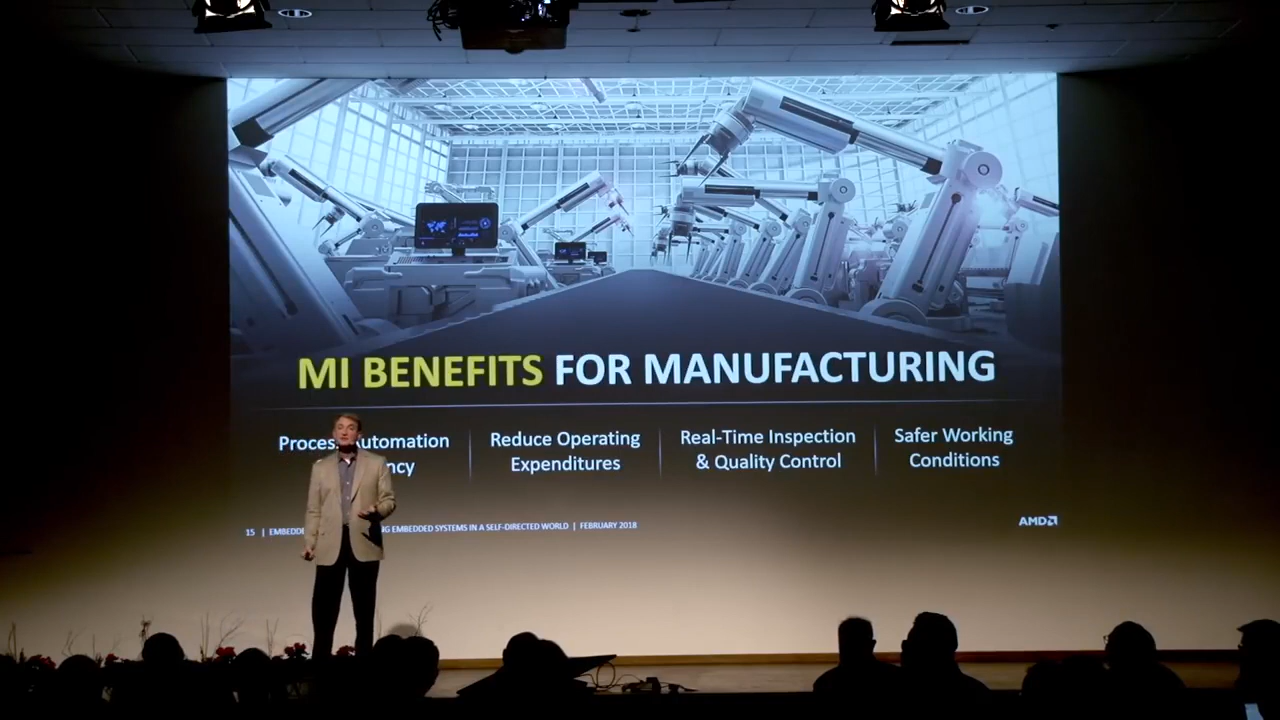 MI BENEFITS FOR MANUFACTURING
Process Automation
Reduce Operating
Expenditures
Real-Time Inspection
& Quality Control
Safer Working
Conditions
15 | EMBEDDED SYSTEMS IN A SELF-DIRECTED WORLD | FEBRUARY 2018
AMD